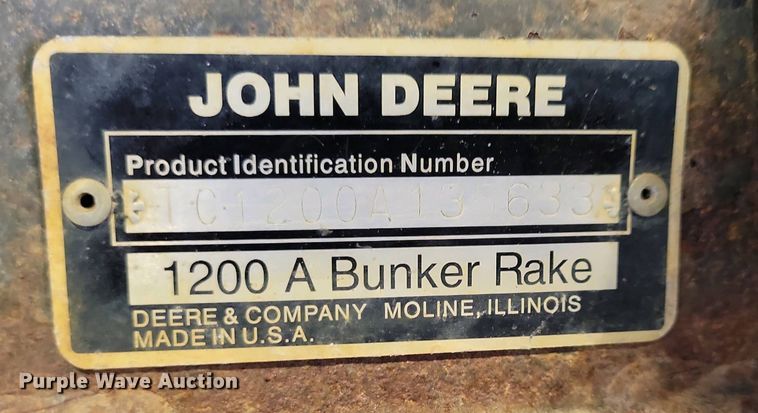 JOHN DEERE
Product Identification Number
1200 A Bunker Rake
DEERE & COMPANY MOLINE, ILLINOIS
MADE IN U.S.A.
Purple Wave Auction